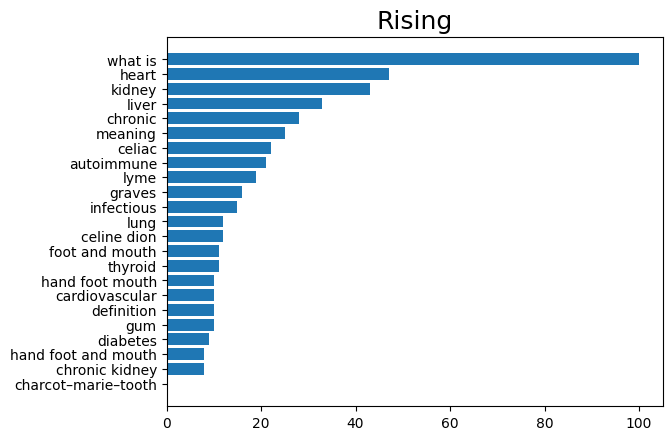 Rising
what is
heart
kidney
liver
chronic
meaning
celiac
autoimmune
lyme
graves
infectious
lung
celine dion
foot and mouth
thyroid
hand foot mouth
cardiovascular
definition
gum
diabetes
hand foot and mouth
chronic kidney
charcot–marie–tooth
0 20 40 60 80 100